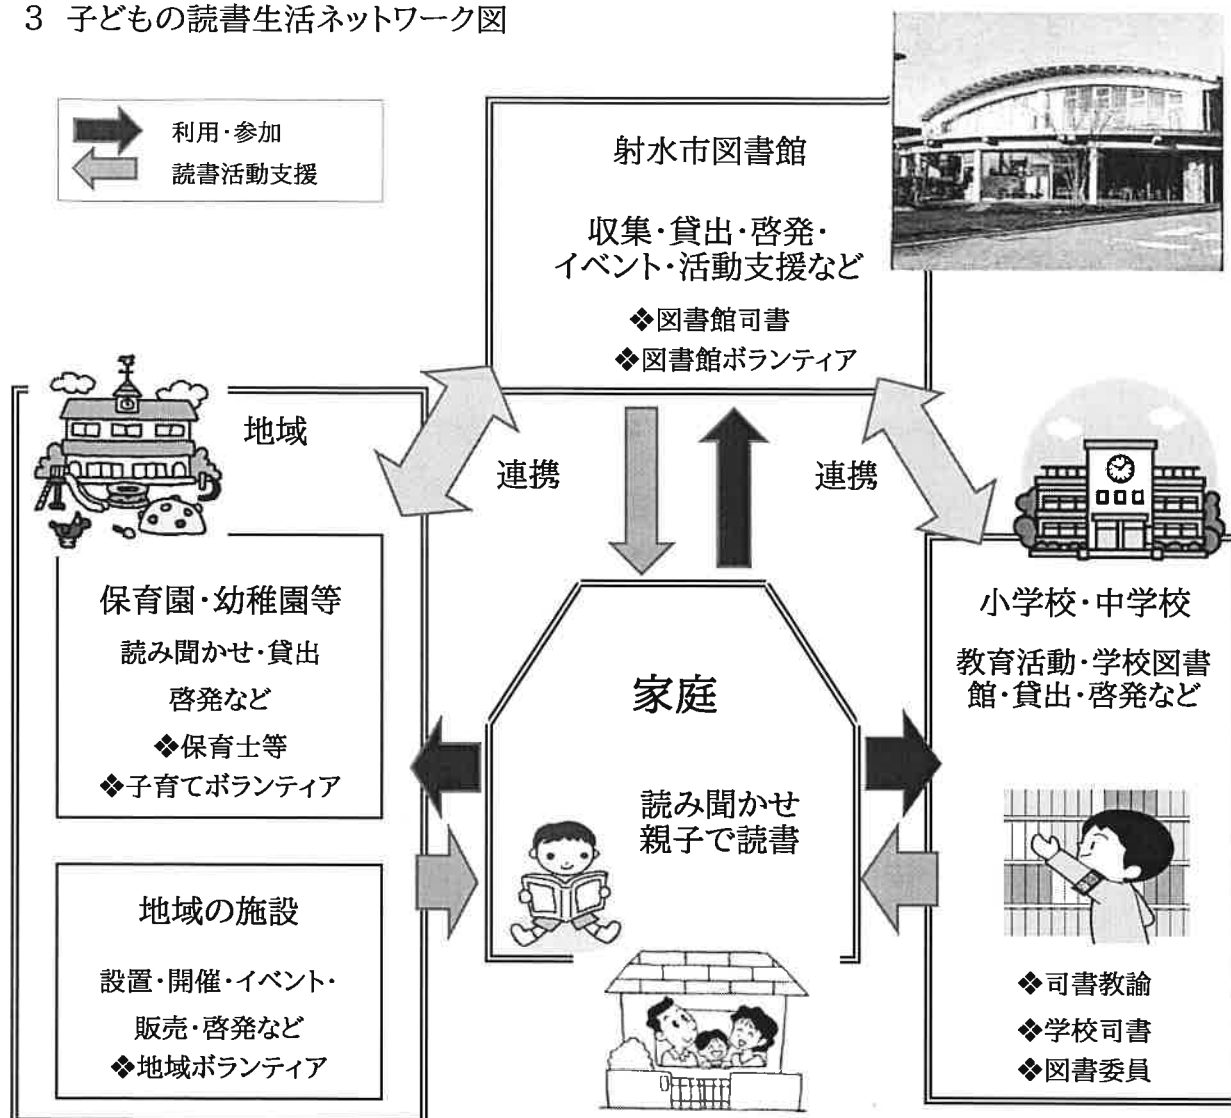 3 子どもの読書生活ネットワーク図
利用・参加
読書活動支援
射水市図書館
収集・貸出・啓発・
イベント・活動支援など
❖図書館司書
❖図書館ボランティア
地域
連携
連携
保育園・幼稚園等
読み聞かせ・貸出
啓発など
❖保育士等
❖子育てボランティア
地域の施設
設置・開催・イベント・
販売・啓発など
❖地域ボランティア
家庭
読み聞かせ
親子で読書
小学校・中学校
教育活動・学校図書
館・貸出・啓発など
❖司書教諭
❖学校司書
❖図書委員